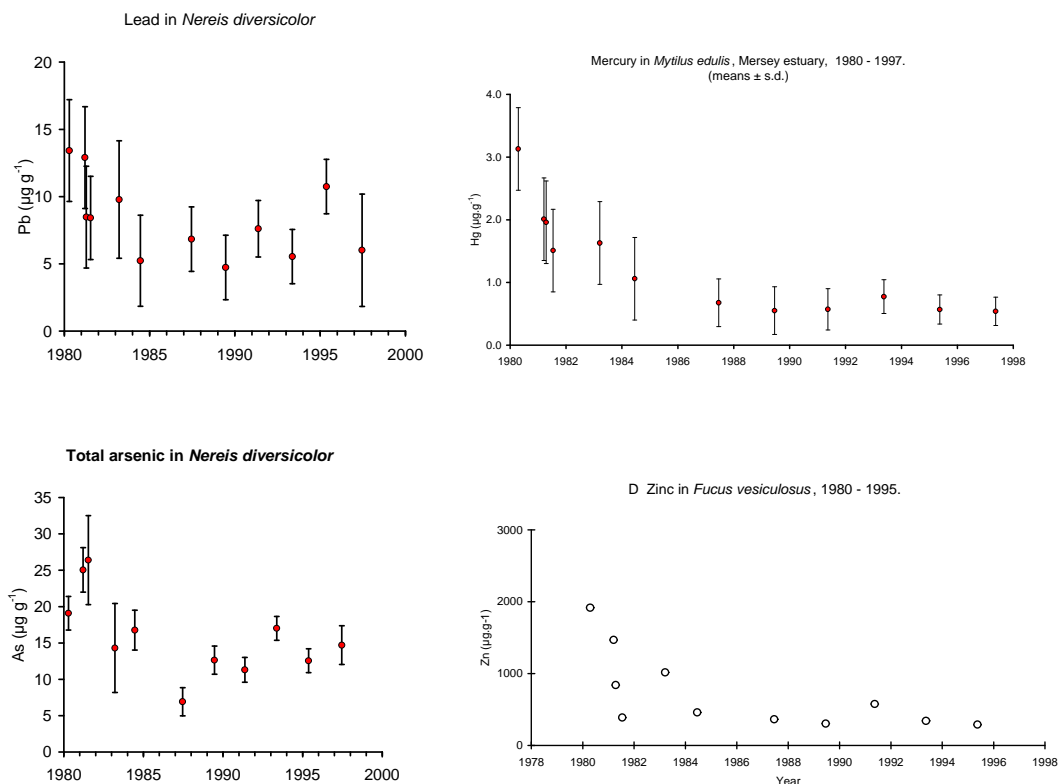 Lead in Nereis diversicolor
20
15
10
5
0
Pb (µg g-1)
1980 1985 1990 1995 2000
Mercury in Mytilus edulis, Mersey estuary, 1980 - 1997.
(means ± s.d.)
4.0
3.0
2.0
1.0
0.0
Hg (µg.g-1)
1980 1982 1984 1986 1988 1990 1992 1994 1996 1998
Total arsenic in Nereis diversicolor
35
30
25
20
15
10
5
0
As (µg g-1)
1980 1985 1990 1995 2000
D Zinc in Fucus vesiculosus, 1980 - 1995.
3000
2000
1000
0
Zn (µg.g-1)
1978 1980 1982 1984 1986 1988 1990 1992 1994 1996 1998
Year